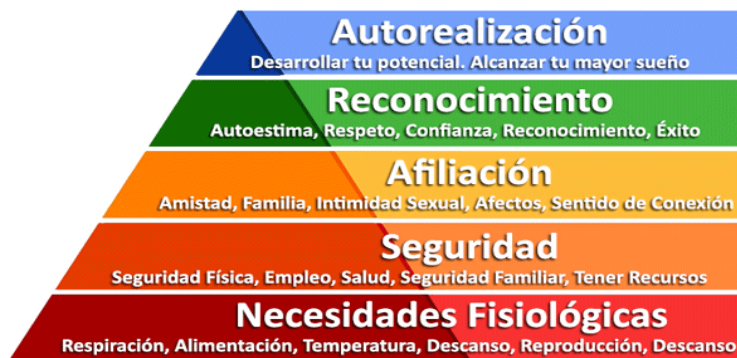 Autorealización
Desarrollar tu potencial. Alcanzar tu mayor sueño
Reconocimiento
Autoestima, Respeto, Confianza, Reconocimiento, Éxito
Afiliación
Amistad, Familia, Intimidad Sexual, Afectos, Sentido de Conexión
Seguridad
Seguridad Física, Empleo, Salud, Seguridad Familiar, Tener Recursos
Necesidades Fisiológicas
Respiración, Alimentación, Temperatura, Descanso, Reproducción, Descanso